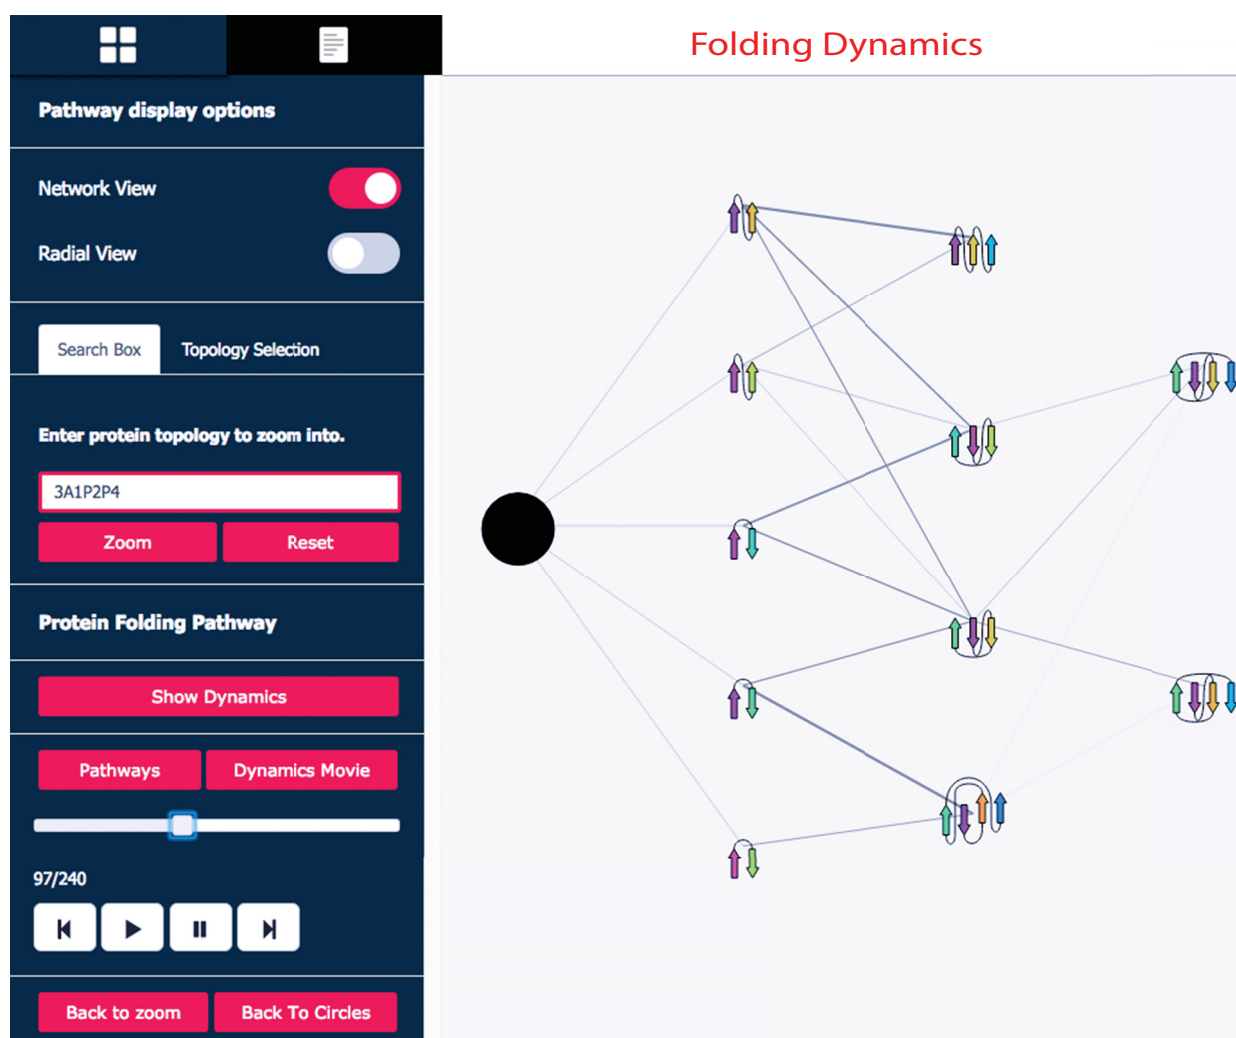 Folding Dynamics
Pathway display options
Network View
Radial View
Search Box Topology Selection
Enter protein topology to zoom into.
3A1P2P4
Zoom Reset
Protein Folding Pathway
Show Dynamics
Pathways Dynamics Movie
97/240
Back to zoom Back To Circles